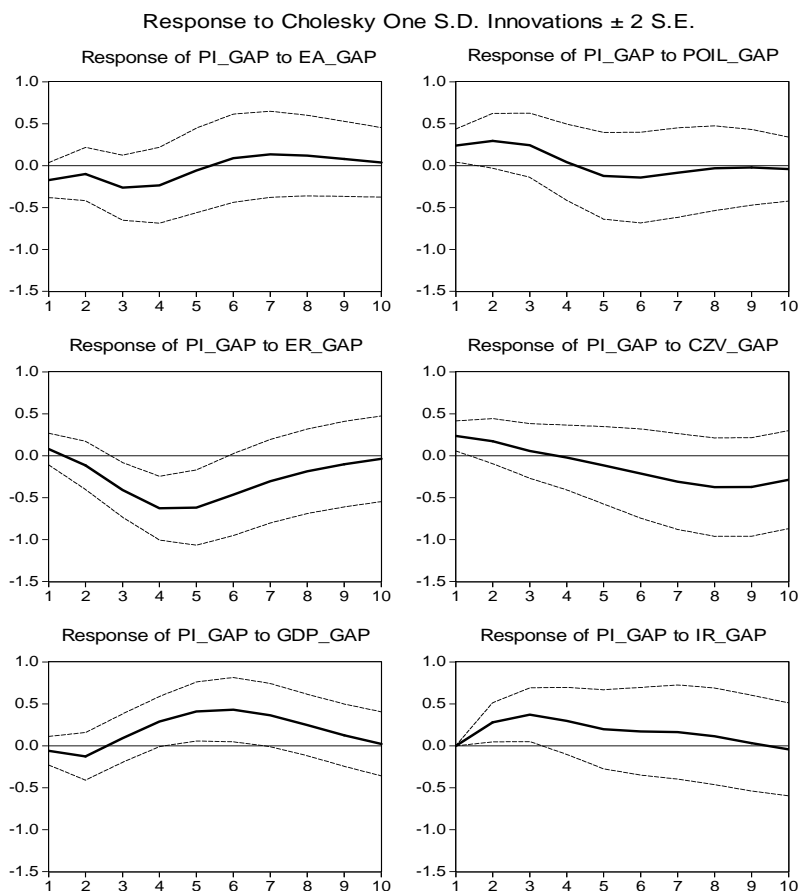 Response to Cholesky One S.D. Innovations ± 2 S.E.
Response of PI_GAP to EA_GAP
1.0
0.5
0.0
-0.5
-1.0
-1.5
1 2 3 4 5 6 7 8 9 10
Response of PI_GAP to POIL_GAP
1.0
0.5
0.0
-0.5
-1.0
-1.5
1 2 3 4 5 6 7 8 9 10
Response of PI_GAP to ER_GAP
1.0
0.5
0.0
-0.5
-1.0
-1.5
1 2 3 4 5 6 7 8 9 10
Response of PI_GAP to CZV_GAP
1.0
0.5
0.0
-0.5
-1.0
-1.5
1 2 3 4 5 6 7 8 9 10
Response of PI_GAP to GDP_GAP
1.0
0.5
0.0
-0.5
-1.0
-1.5
1 2 3 4 5 6 7 8 9 10
Response of PI_GAP to IR_GAP
1.0
0.5
0.0
-0.5
-1.0
-1.5
1 2 3 4 5 6 7 8 9 10